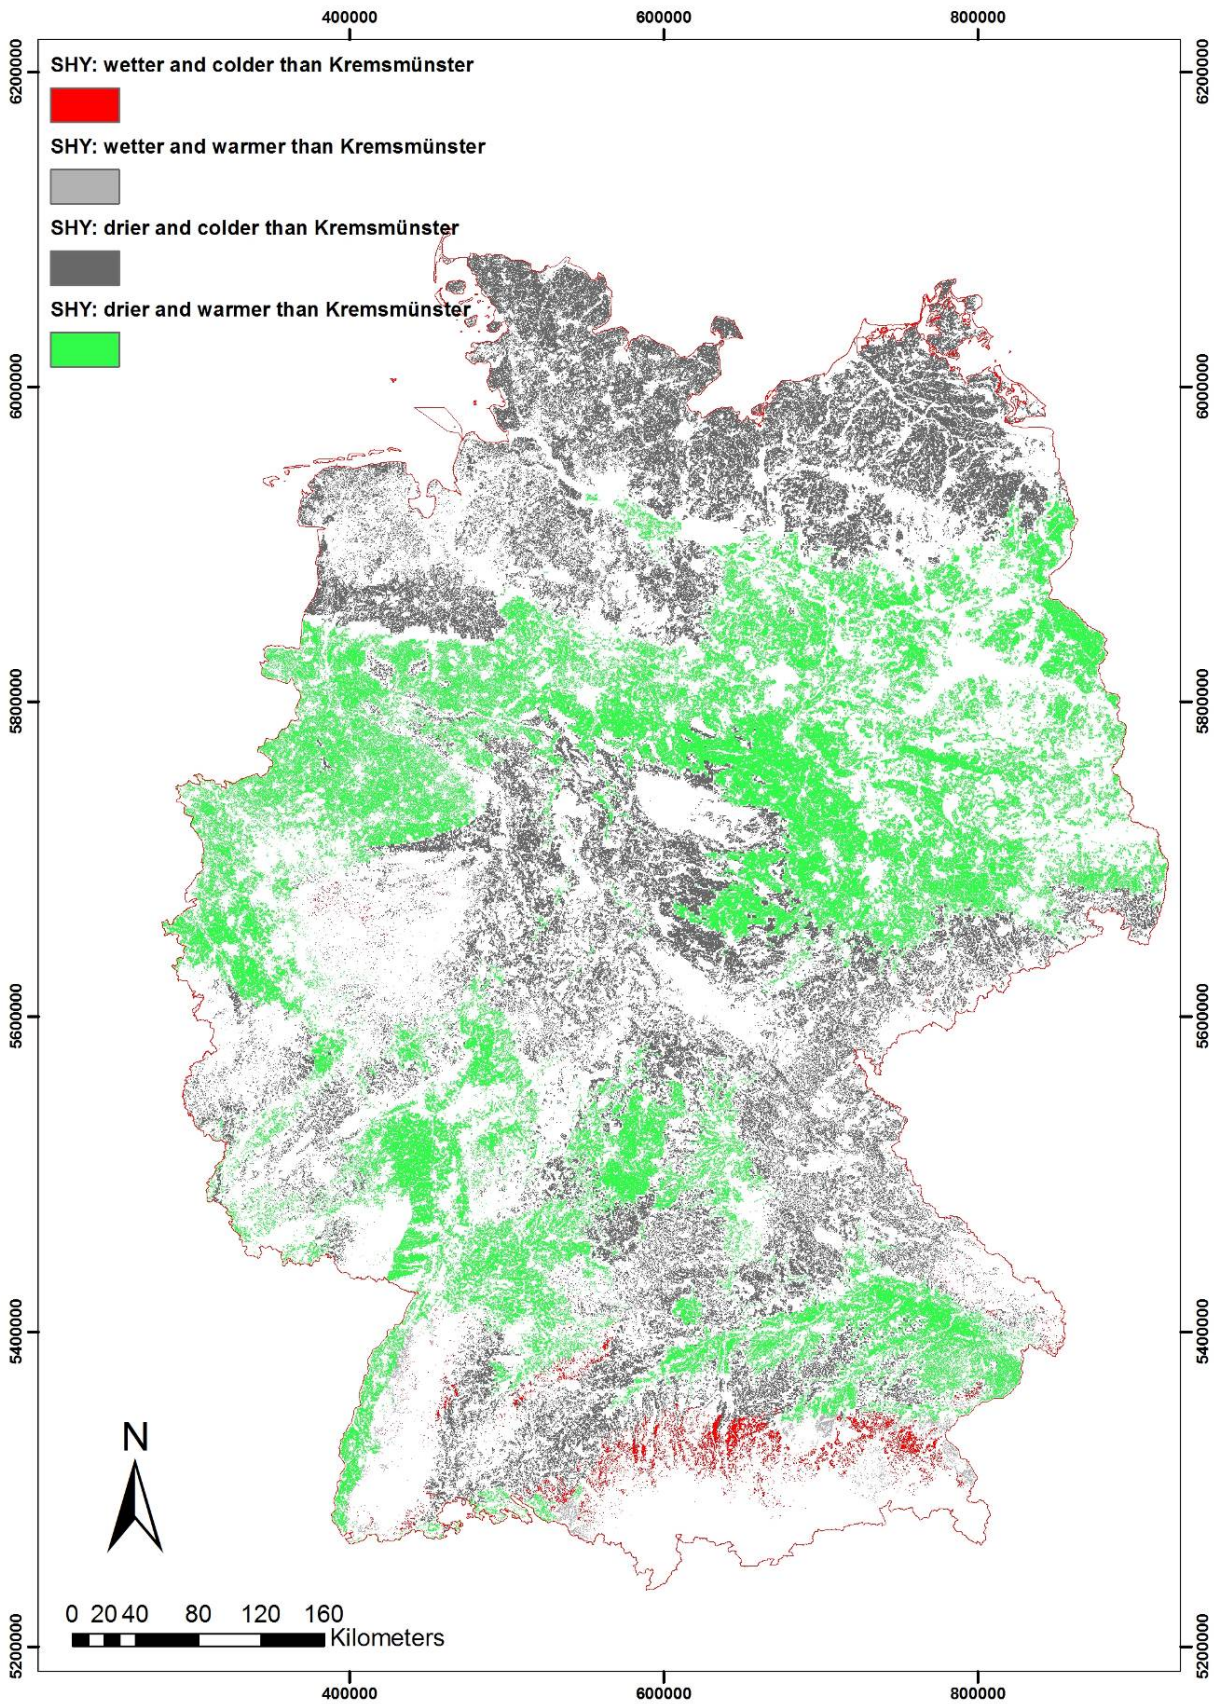 400000
600000
800000
SHY: wetter and colder than Kremsmünster
SHY: wetter and warmer than Kremsmünster
SHY: drier and colder than Kremsmünster
SHY: drier and warmer than Kremsmünster
6200000
6000000
5800000
5600000
5400000
5200000
6200000
6000000
5800000
5600000
5400000
5200000
N
0 20 40 80 120 160
Kilometers
400000
600000
800000